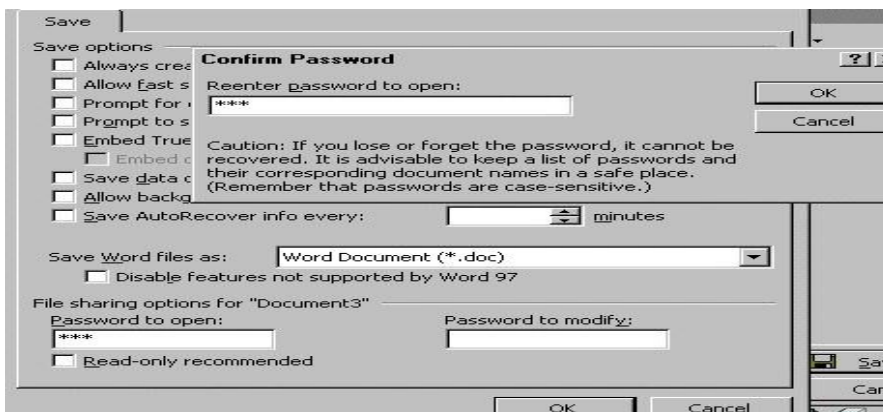 Save
Save options
Confirm Password
Always crea
Allow fast s
Reenter password to open:
OK
Prompt for
***
Prompt to s
Cancel
Embed True
Caution: If you lose or forget the password, it cannot be
Embed
recovered. It is advisable to keep a list of passwords and
Save data c
their corresponding document names in a safe place.
Allow backg
(Remember that passwords are case-sensitive.)
Save AutoRecover info every:
minutes
Save Word files as:
Word Document (*.doc)
Disable features not supported by Word 97
File sharing options for "Document3"
Password to open:
Password to modify:
***
Read-only recommended
Sa
Car
OK
Cancel